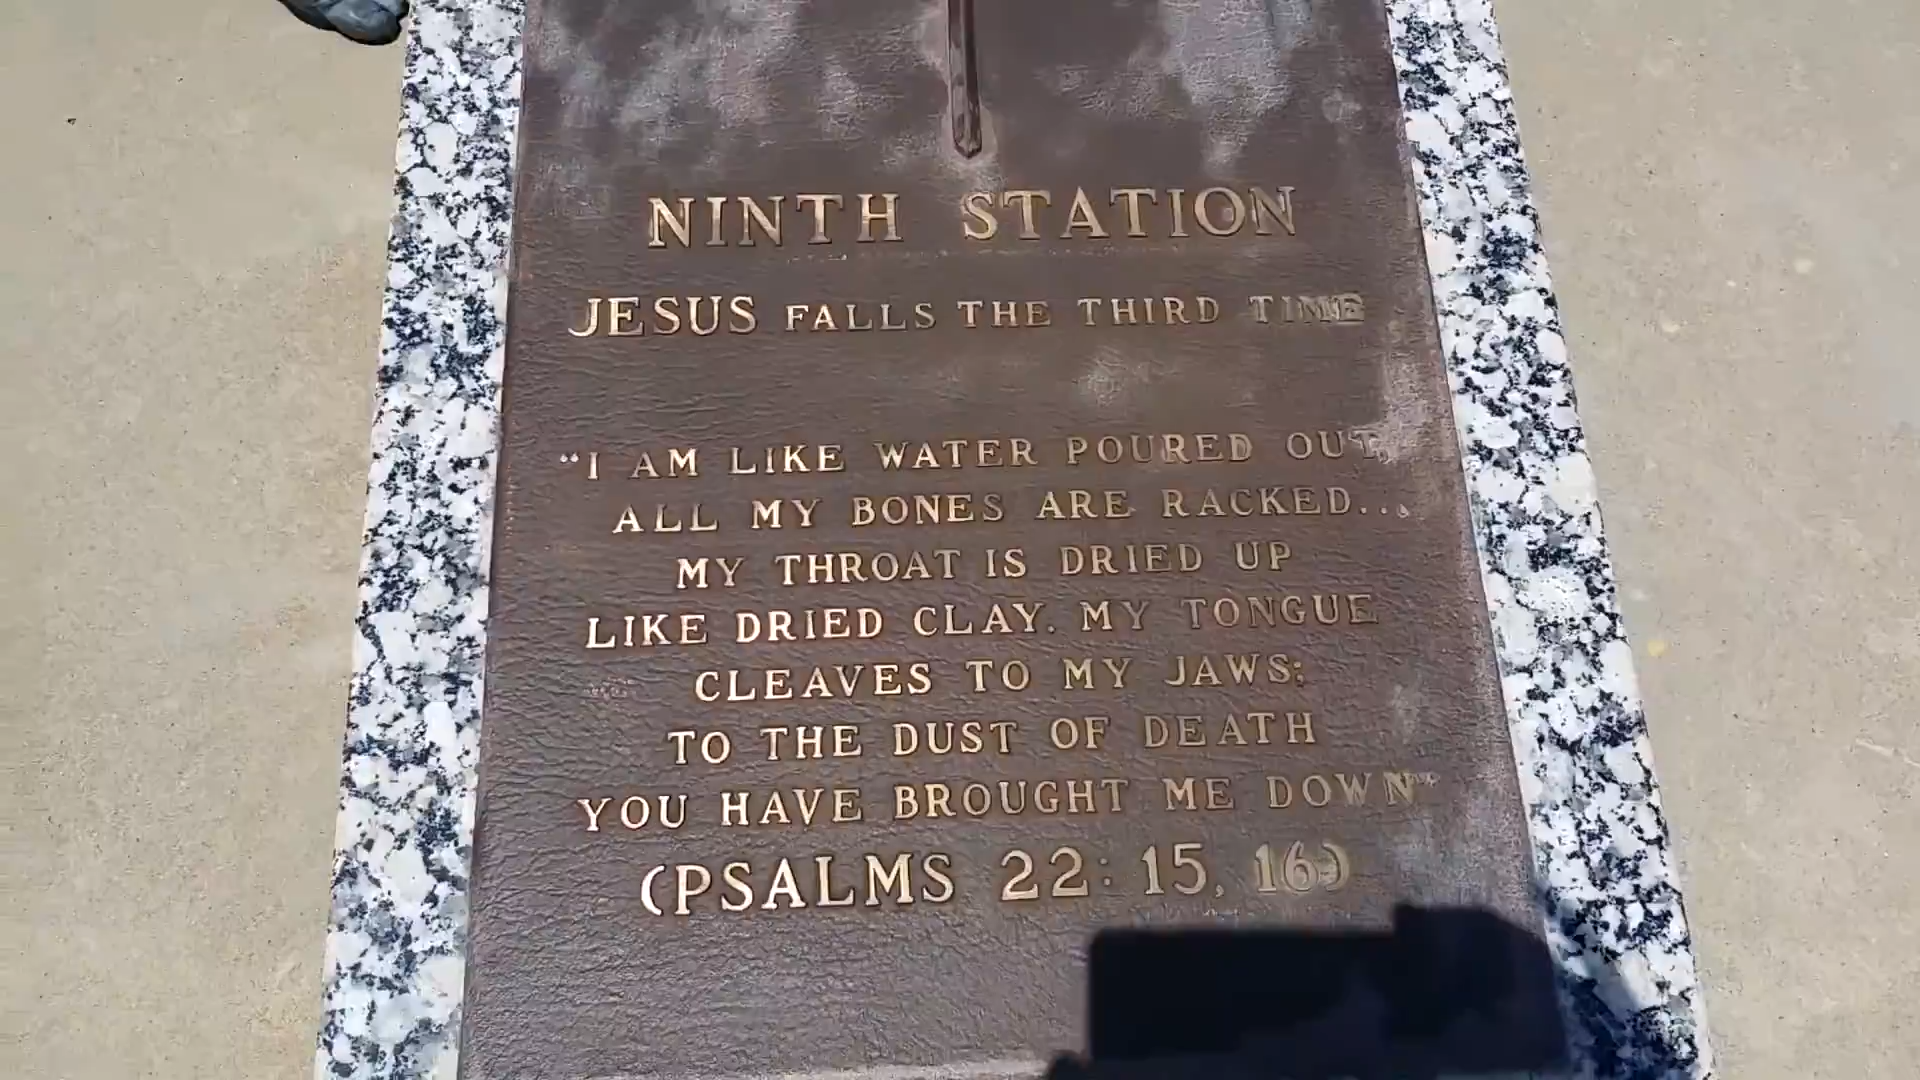 NINTH STATION
JESUS FALLS THE THIRD TIME
“I AM LIKE WATER POURED OUT,
ALL MY BONES ARE RACKED...
MY THROAT IS DRIED UP
LIKE DRIED CLAY. MY TONGUE
CLEAVES TO MY JAWS;
TO THE DUST OF DEATH
YOU HAVE BROUGHT ME DOWN”
(PSALMS 22: 15, 16)